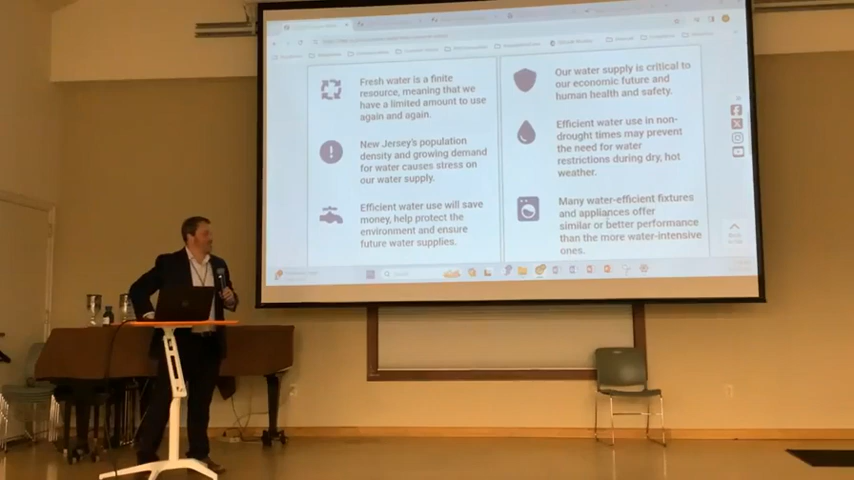 Fresh water is a finite
resource, meaning that we
have a limited amount to use
again and again.
New Jersey's population
density and growing demand
for water causes stress on
our water supply.
Efficient water use will save
money, help protect the
environment and ensure
future water supplies.
Our water supply is critical to
our economic future and
human health and safety.
Efficient water use in non-
drought times may prevent
the need for water
restrictions during dry, hot
weather.
Many water-efficient fixtures
and appliances offer
similar or better performance
than the more water-intensive
ones.
Back
to top
Search